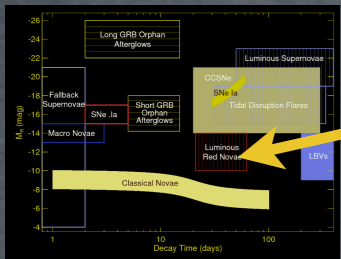 -26
-24
-22
-20
-18
-16
-14
-12
-10
-8
-6
-4
M (mag)
Long GRB Orphan
Afterglows
Luminous Supernovae
CCSNe
SNe Ia
Tidal Disruption Flares
Fallback
Supernovae
SNe .Ia
Short GRB
Orphan
Afterglows
Macro Novae
Luminous
Red Novae
LBVs
Classical Novae
1
10
100
Decay Time (days)